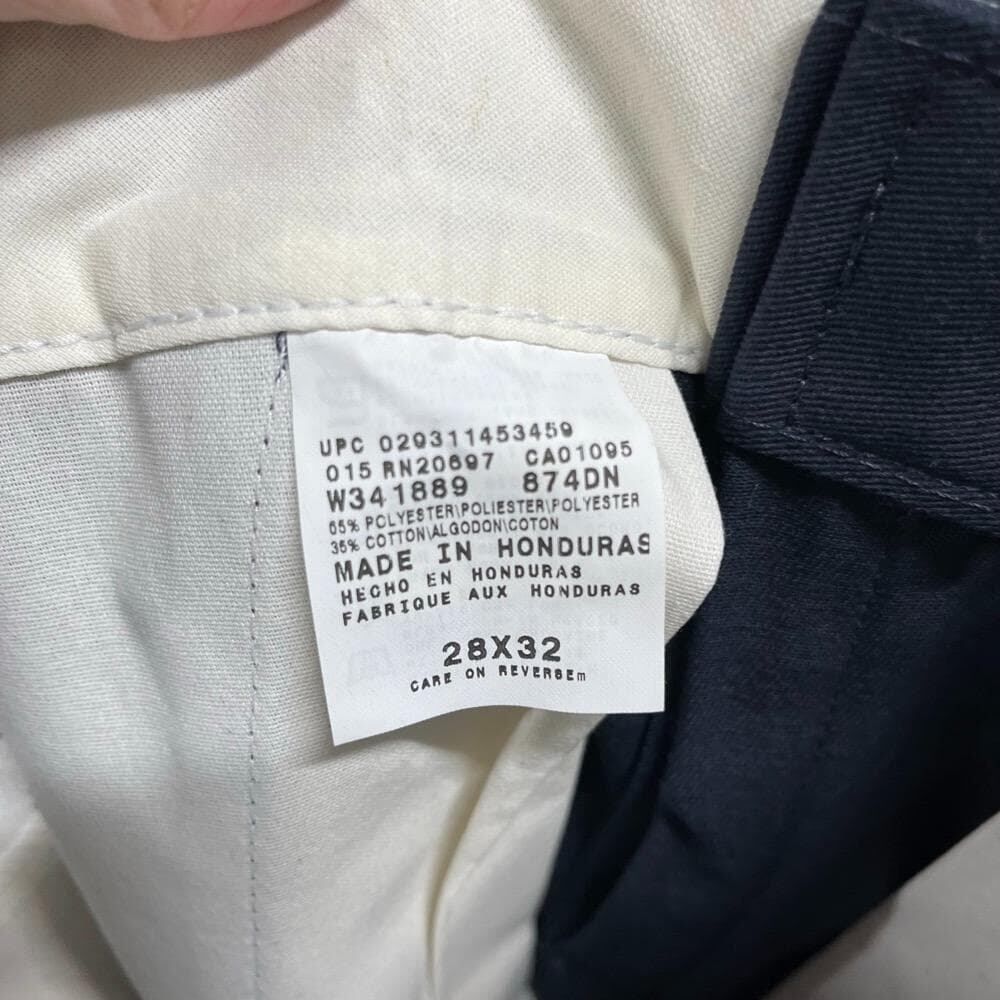 UPC 029311453459
015 RN20697 CA01095
W341889 874DN
65% POLYESTER\POLIESTER\POLYESTER
35% COTTON\ALGODON\COTON
MADE IN HONDURAS
HECHO EN HONDURAS
FABRIQUE AUX HONDURAS
28X32
CARE ON REVERSEm